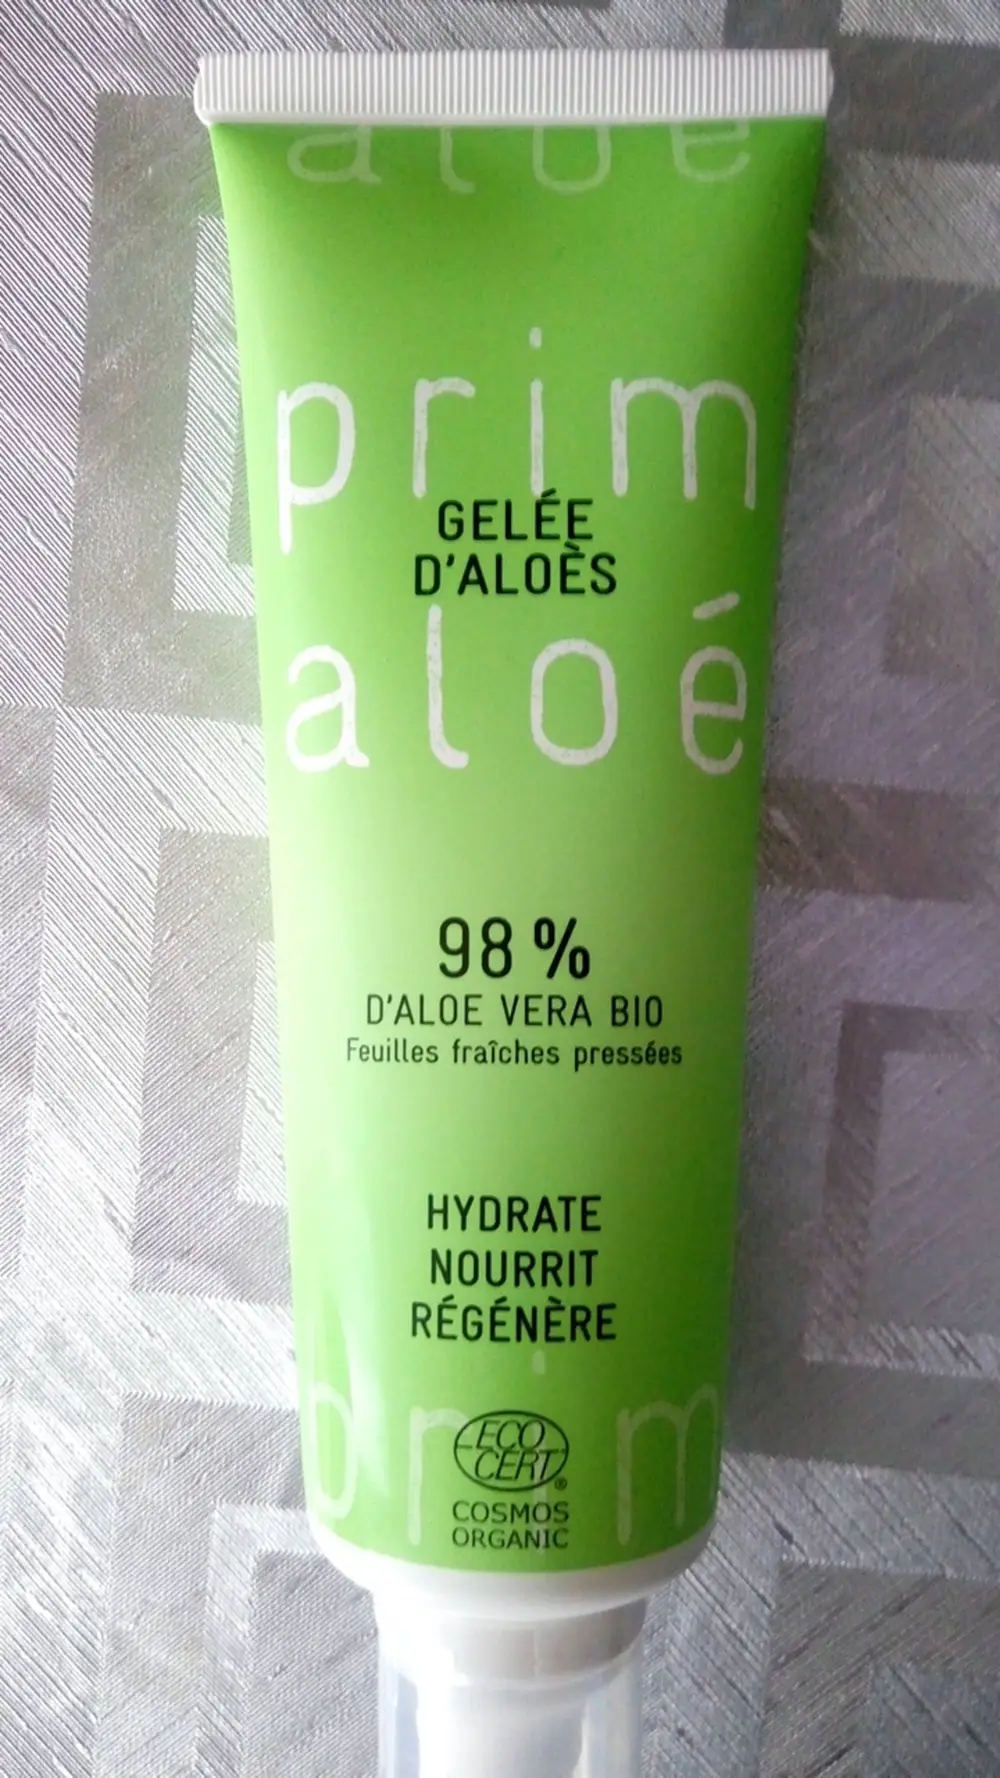 aloé
prim
GELÉE
D'ALOÈS
aloé
98 %
D'ALOE VERA BIO
Feuilles fraîches pressées
HYDRATE
NOURRIT
RÉGÉNÈRE
prim
ECO
CERT®
COSMOS
ORGANIC